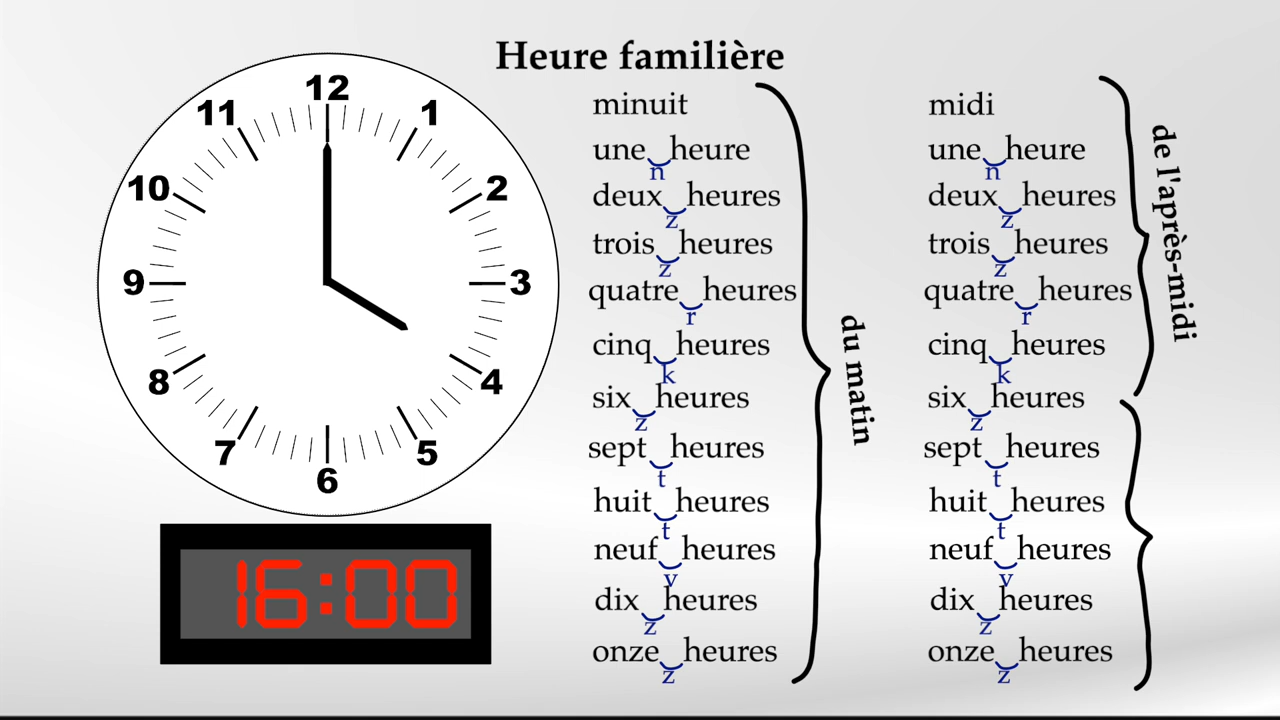 Heure familière
12
1
2
3
4
5
6
7
8
9
10
11
16:00
minuit
une heure
n
deux heures
z
trois heures
z
quatre heures
r
cinq heures
k
six heures
z
sept heures
t
huit heures
t
neuf heures
v
dix heures
z
onze heures
z
du matin
midi
une heure
n
deux heures
z
trois heures
z
quatre heures
r
cinq heures
k
six heures
z
sept heures
t
huit heures
t
neuf heures
v
dix heures
z
onze heures
z
de l'après-midi